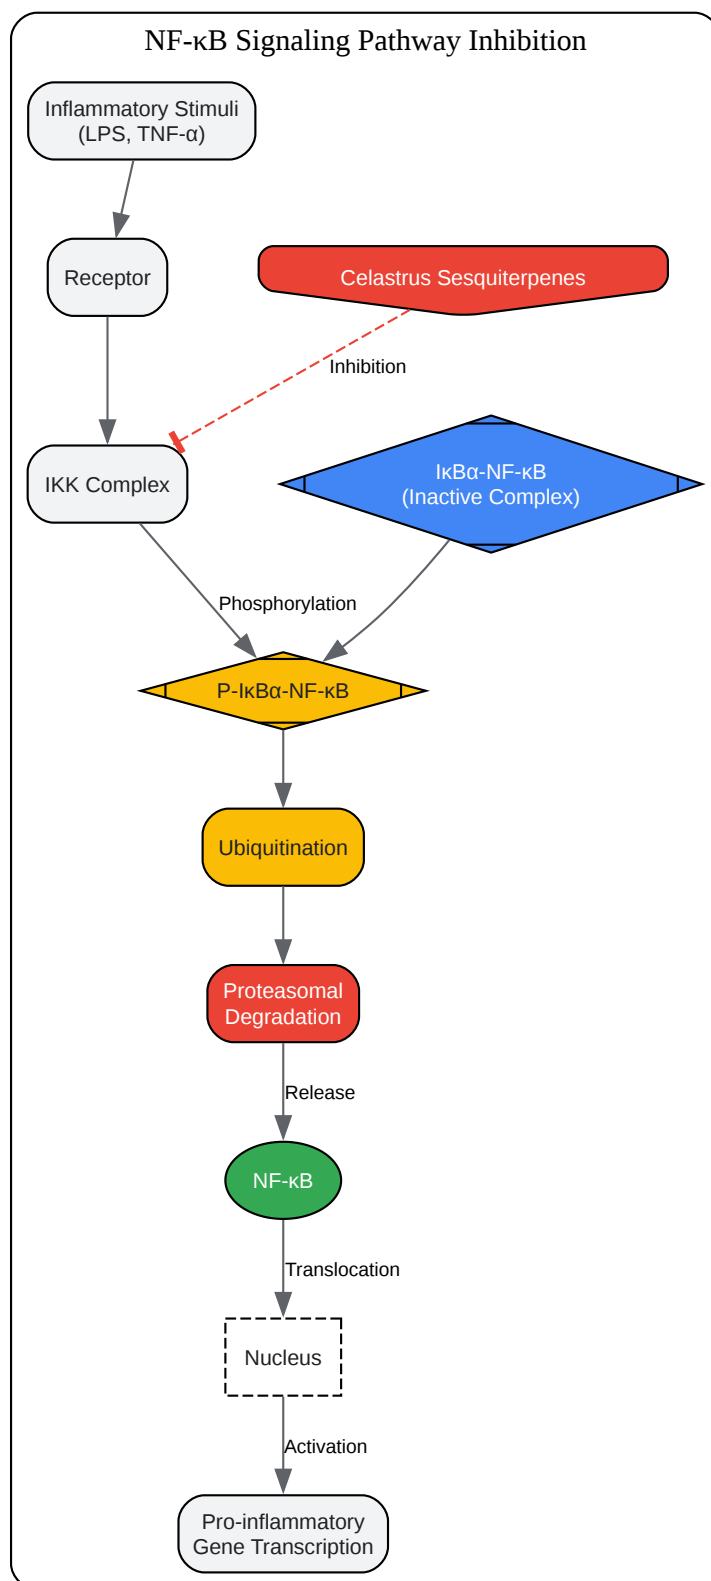 NF-κB Signaling Pathway Inhibition
Inflammatory Stimuli
(LPS, TNF-α)
Receptor
Celastrus Sesquiterpenes
Inhibition
IKK Complex
IκBα-NF-κB
(Inactive Complex)
Phosphorylation
P-IκBα-NF-κB
Ubiquitination
Proteasomal
Degradation
Release
NF-κB
Translocation
Nucleus
Activation
Pro-inflammatory
Gene Transcription